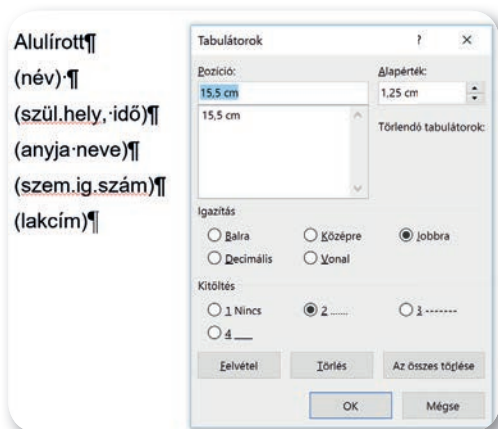 Alulírott¶
(név)·¶
(szül.hely,·idő)¶
(anyja·neve)¶
(szem.ig.szám)¶
(lakcím)¶
Tabulátorok ? ×
Pozíció: Alapérték:
15,5 cm 1,25 cm
15,5 cm
Törlendő tabulátorok:
Igazítás
Balra Középre Jobbra
Decimális Vonal
Kitöltés
1 Nincs 2 ...... 3 -------
4 ___
Felvétel Törlés Az összes törlése
OK Mégse